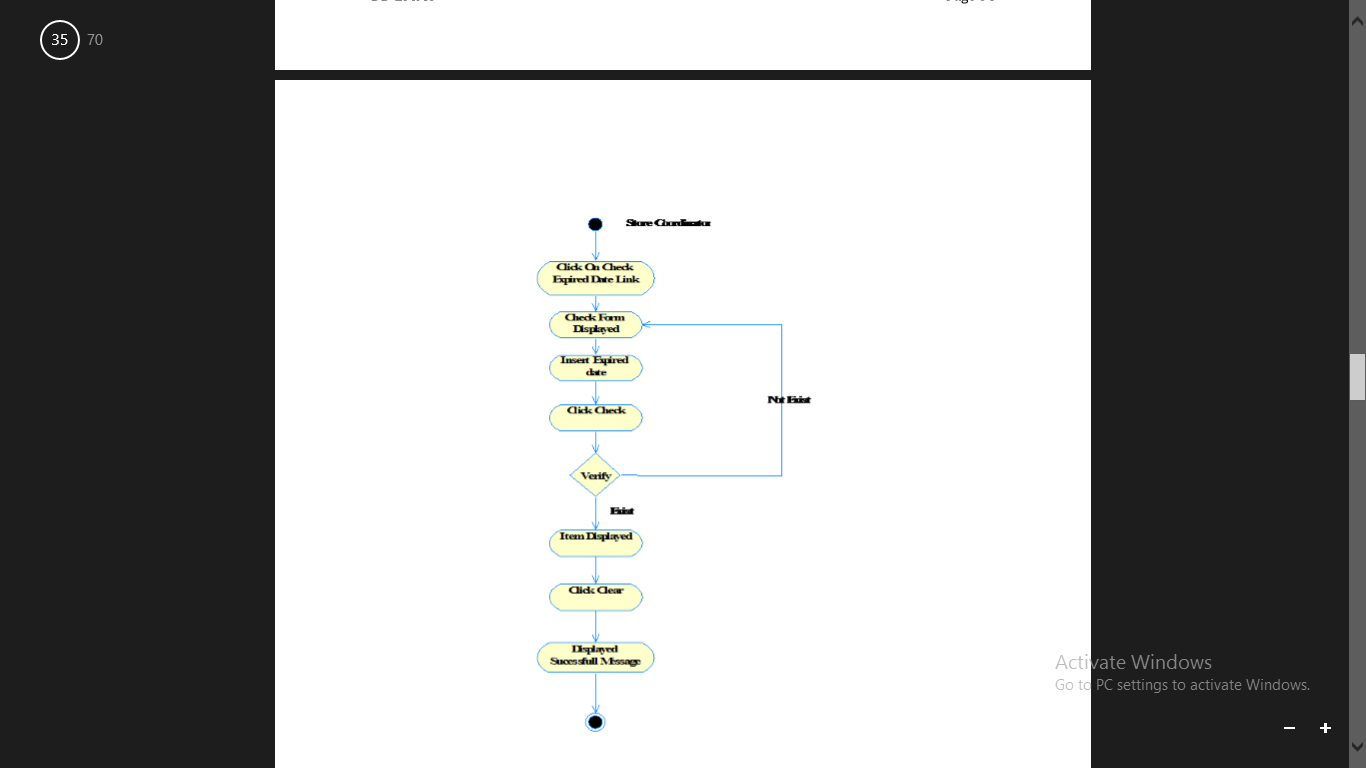 35 70
Store Coordinator
Click On Check
Expired Date Link
Check Form
Displayed
Insert Expired
date
Click Check
Not Exist
Verify
Exist
Item Displayed
Click Clear
Displayed
Sucessfull Message
Activate Windows
Go to PC settings to activate Windows.